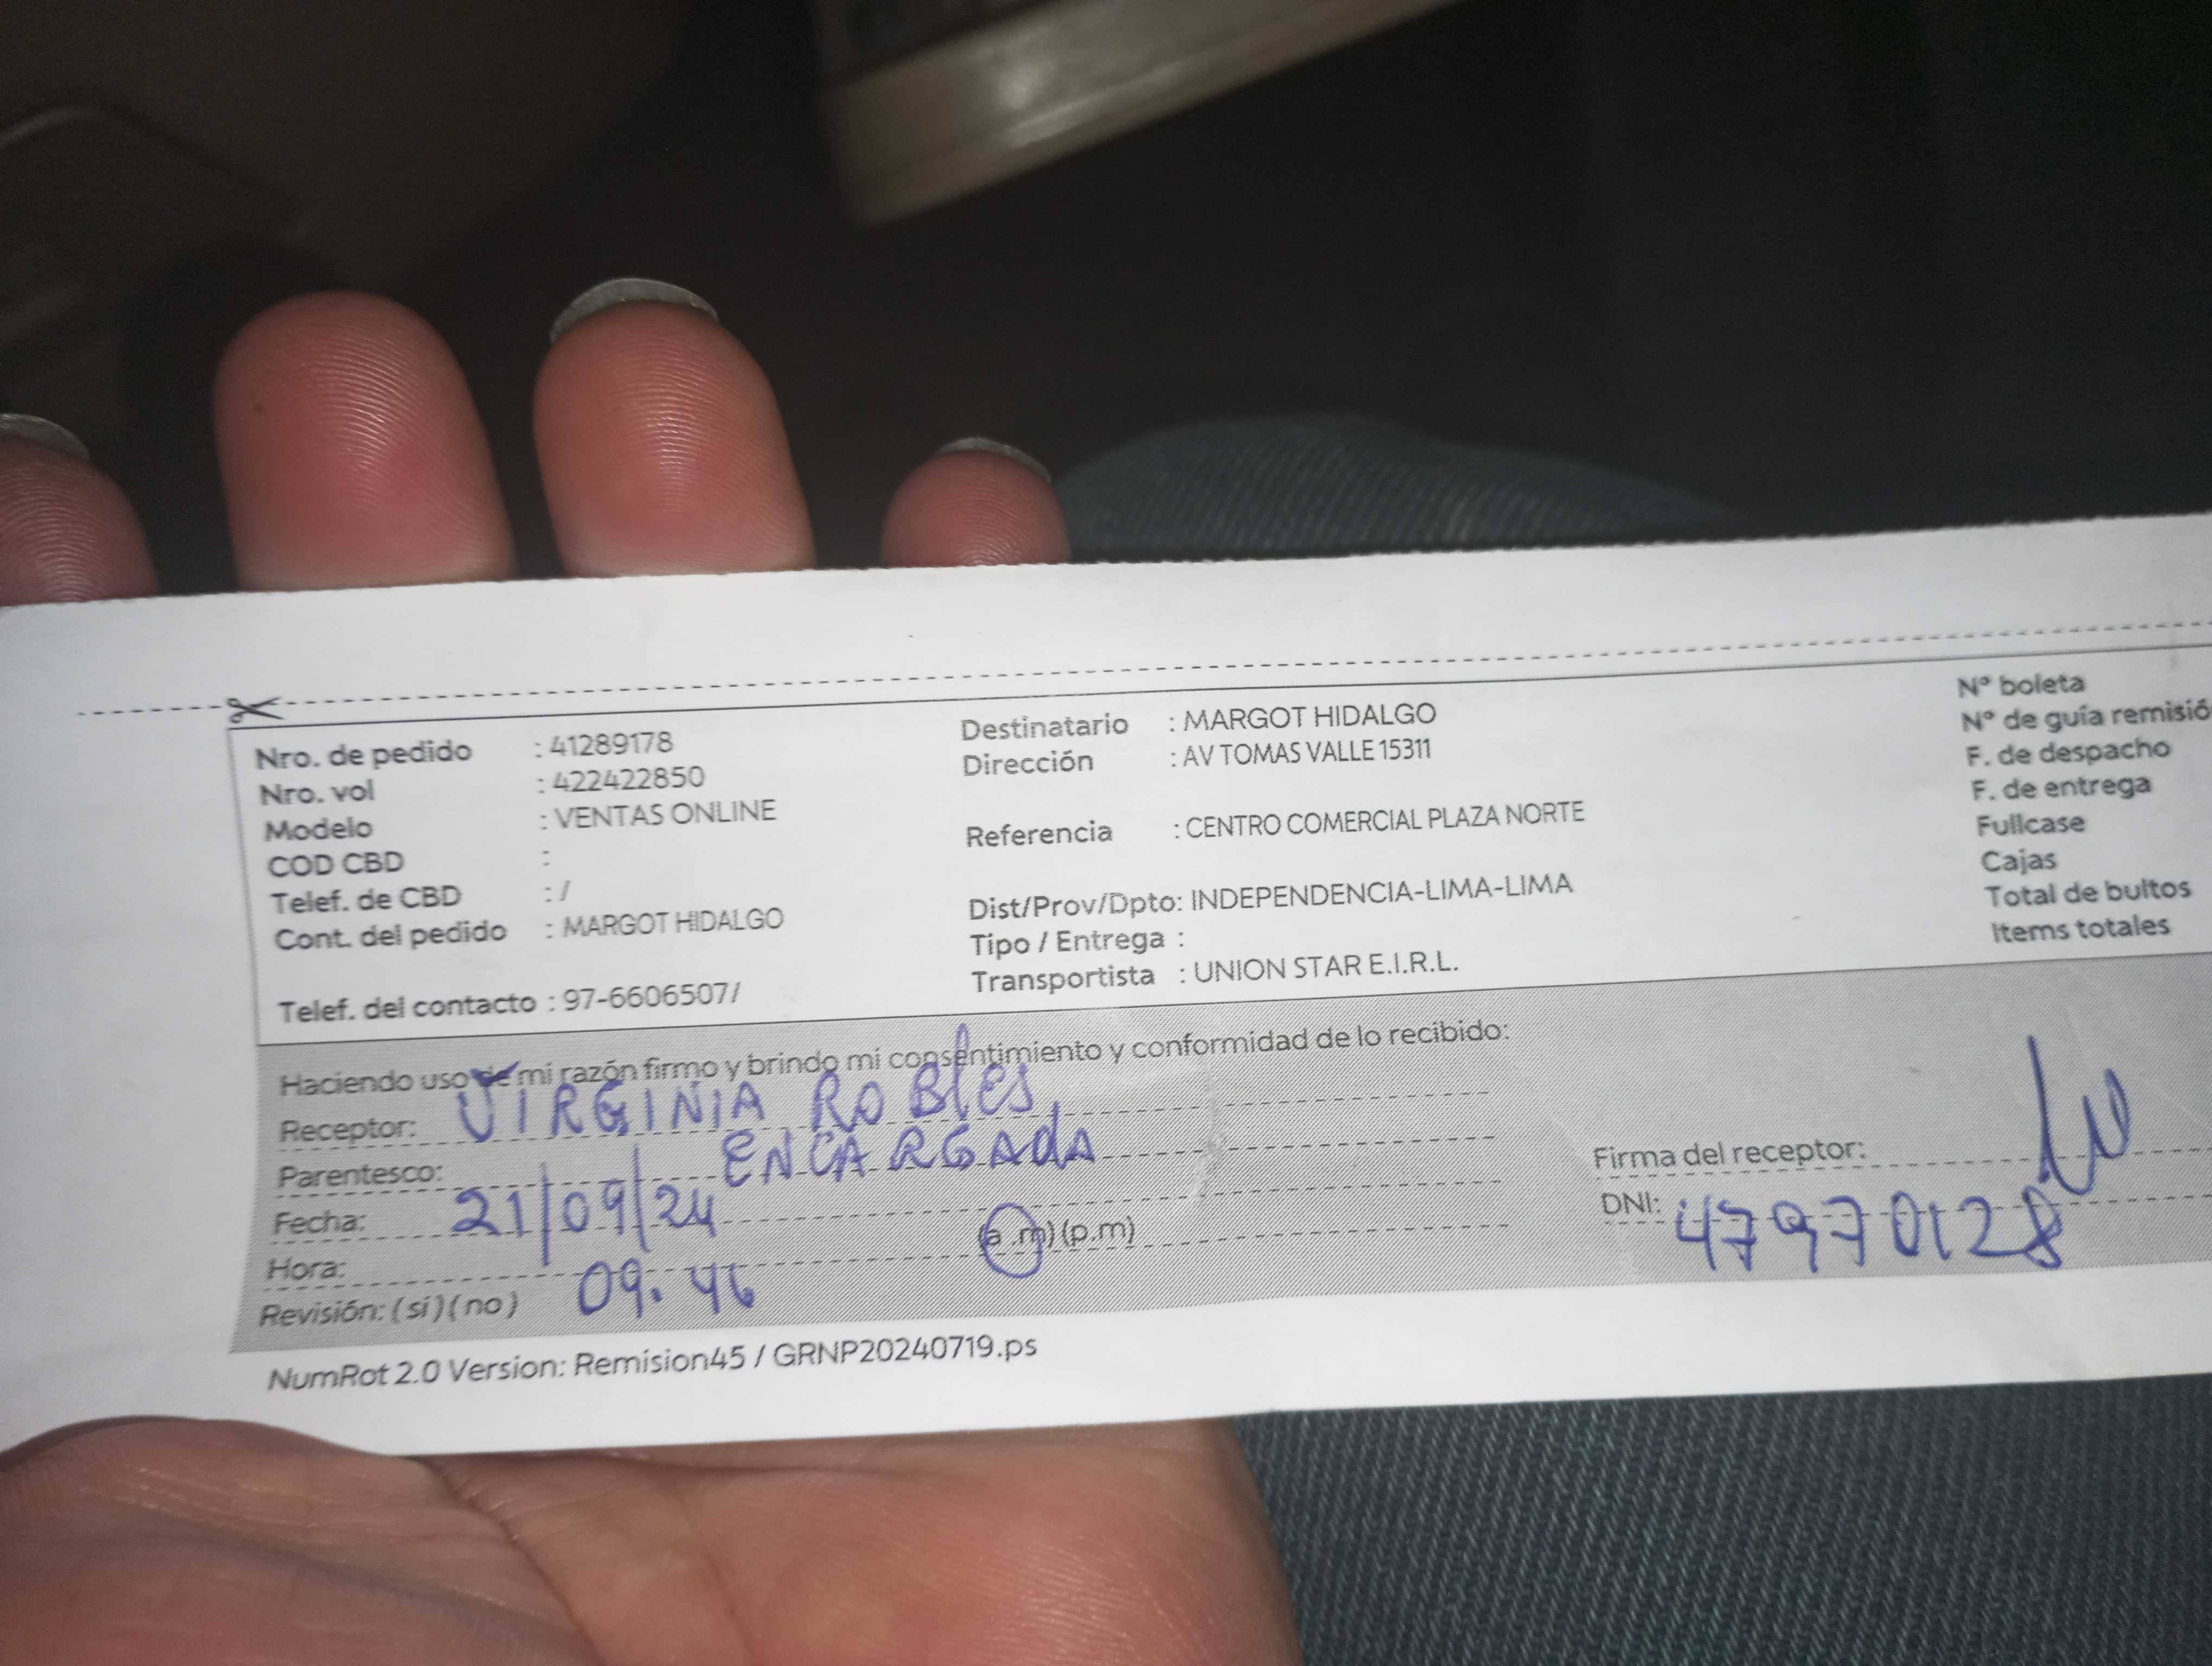 Nro. de pedido : 41289178
Nro. vol : 422422850
Modelo : VENTAS ONLINE
COD CBD :
Telef. de CBD : /
Cont. del pedido : MARGOT HIDALGO
Telef. del contacto : 97-6606507/
Destinatario : MARGOT HIDALGO
Dirección : AV TOMAS VALLE 15311
Referencia : CENTRO COMERCIAL PLAZA NORTE
Dist/Prov/Dpto: INDEPENDENCIA-LIMA-LIMA
Tipo / Entrega :
Transportista : UNION STAR E.I.R.L.
Nº boleta
Nº de guía remisió
F. de despacho
F. de entrega
Fullcase
Cajas
Total de bultos
Items totales
Haciendo uso de mi razón firmo y brindo mi consentimiento y conformidad de lo recibido:
Receptor: VIRGINIA ROBLES
Parentesco: ENCARGADA
Fecha: 21/09/24
Hora: 09.46 (a.m) (p.m)
Revisión: (si) (no)
Firma del receptor:
DNI: 47970128
NumRot 2.0 Version: Remision45 / GRNP20240719.ps